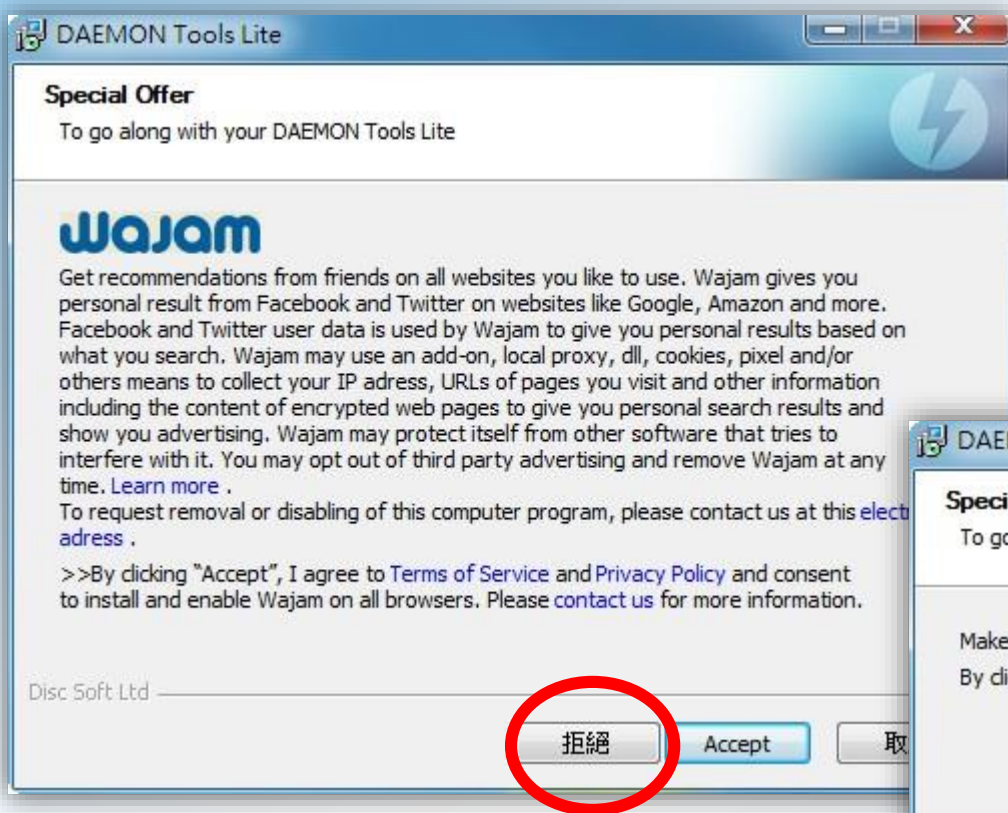 DAEMON Tools Lite
Special Offer
To go along with your DAEMON Tools Lite
wajam
Get recommendations from friends on all websites you like to use. Wajam gives you
personal result from Facebook and Twitter on websites like Google, Amazon and more.
Facebook and Twitter user data is used by Wajam to give you personal results based on
what you search. Wajam may use an add-on, local proxy, dll, cookies, pixel and/or
others means to collect your IP adress, URLs of pages you visit and other information
including the content of encrypted web pages to give you personal search results and
show you advertising. Wajam may protect itself from other software that tries to
interfere with it. You may opt out of third party advertising and remove Wajam at any
time. Learn more .
To request removal or disabling of this computer program, please contact us at this
adress .
>>By clicking “Accept”, I agree to Terms of Service and Privacy Policy and consent
to install and enable Wajam on all browsers. Please contact us for more information.
Disc Soft Ltd
拒絕
Accept
取
To
Make
By